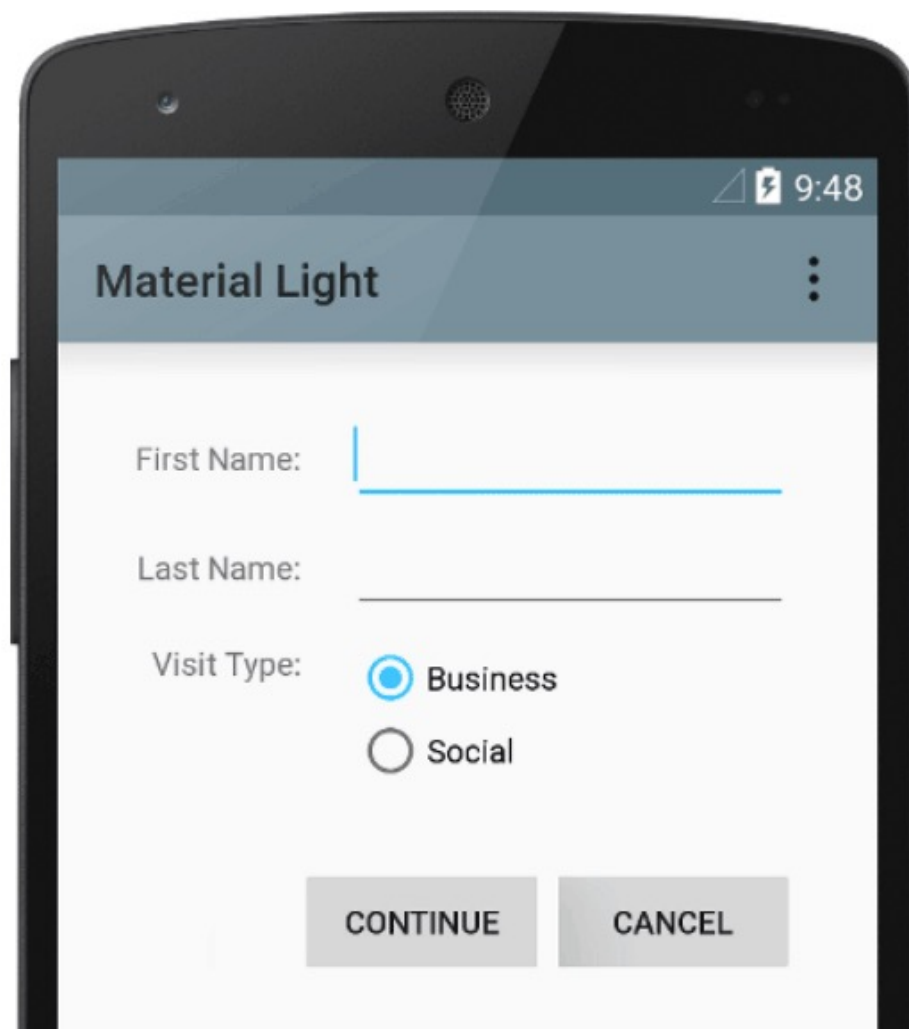 9:48
Material Light
First Name:
Last Name:
Visit Type:
Business
Social
CONTINUE CANCEL